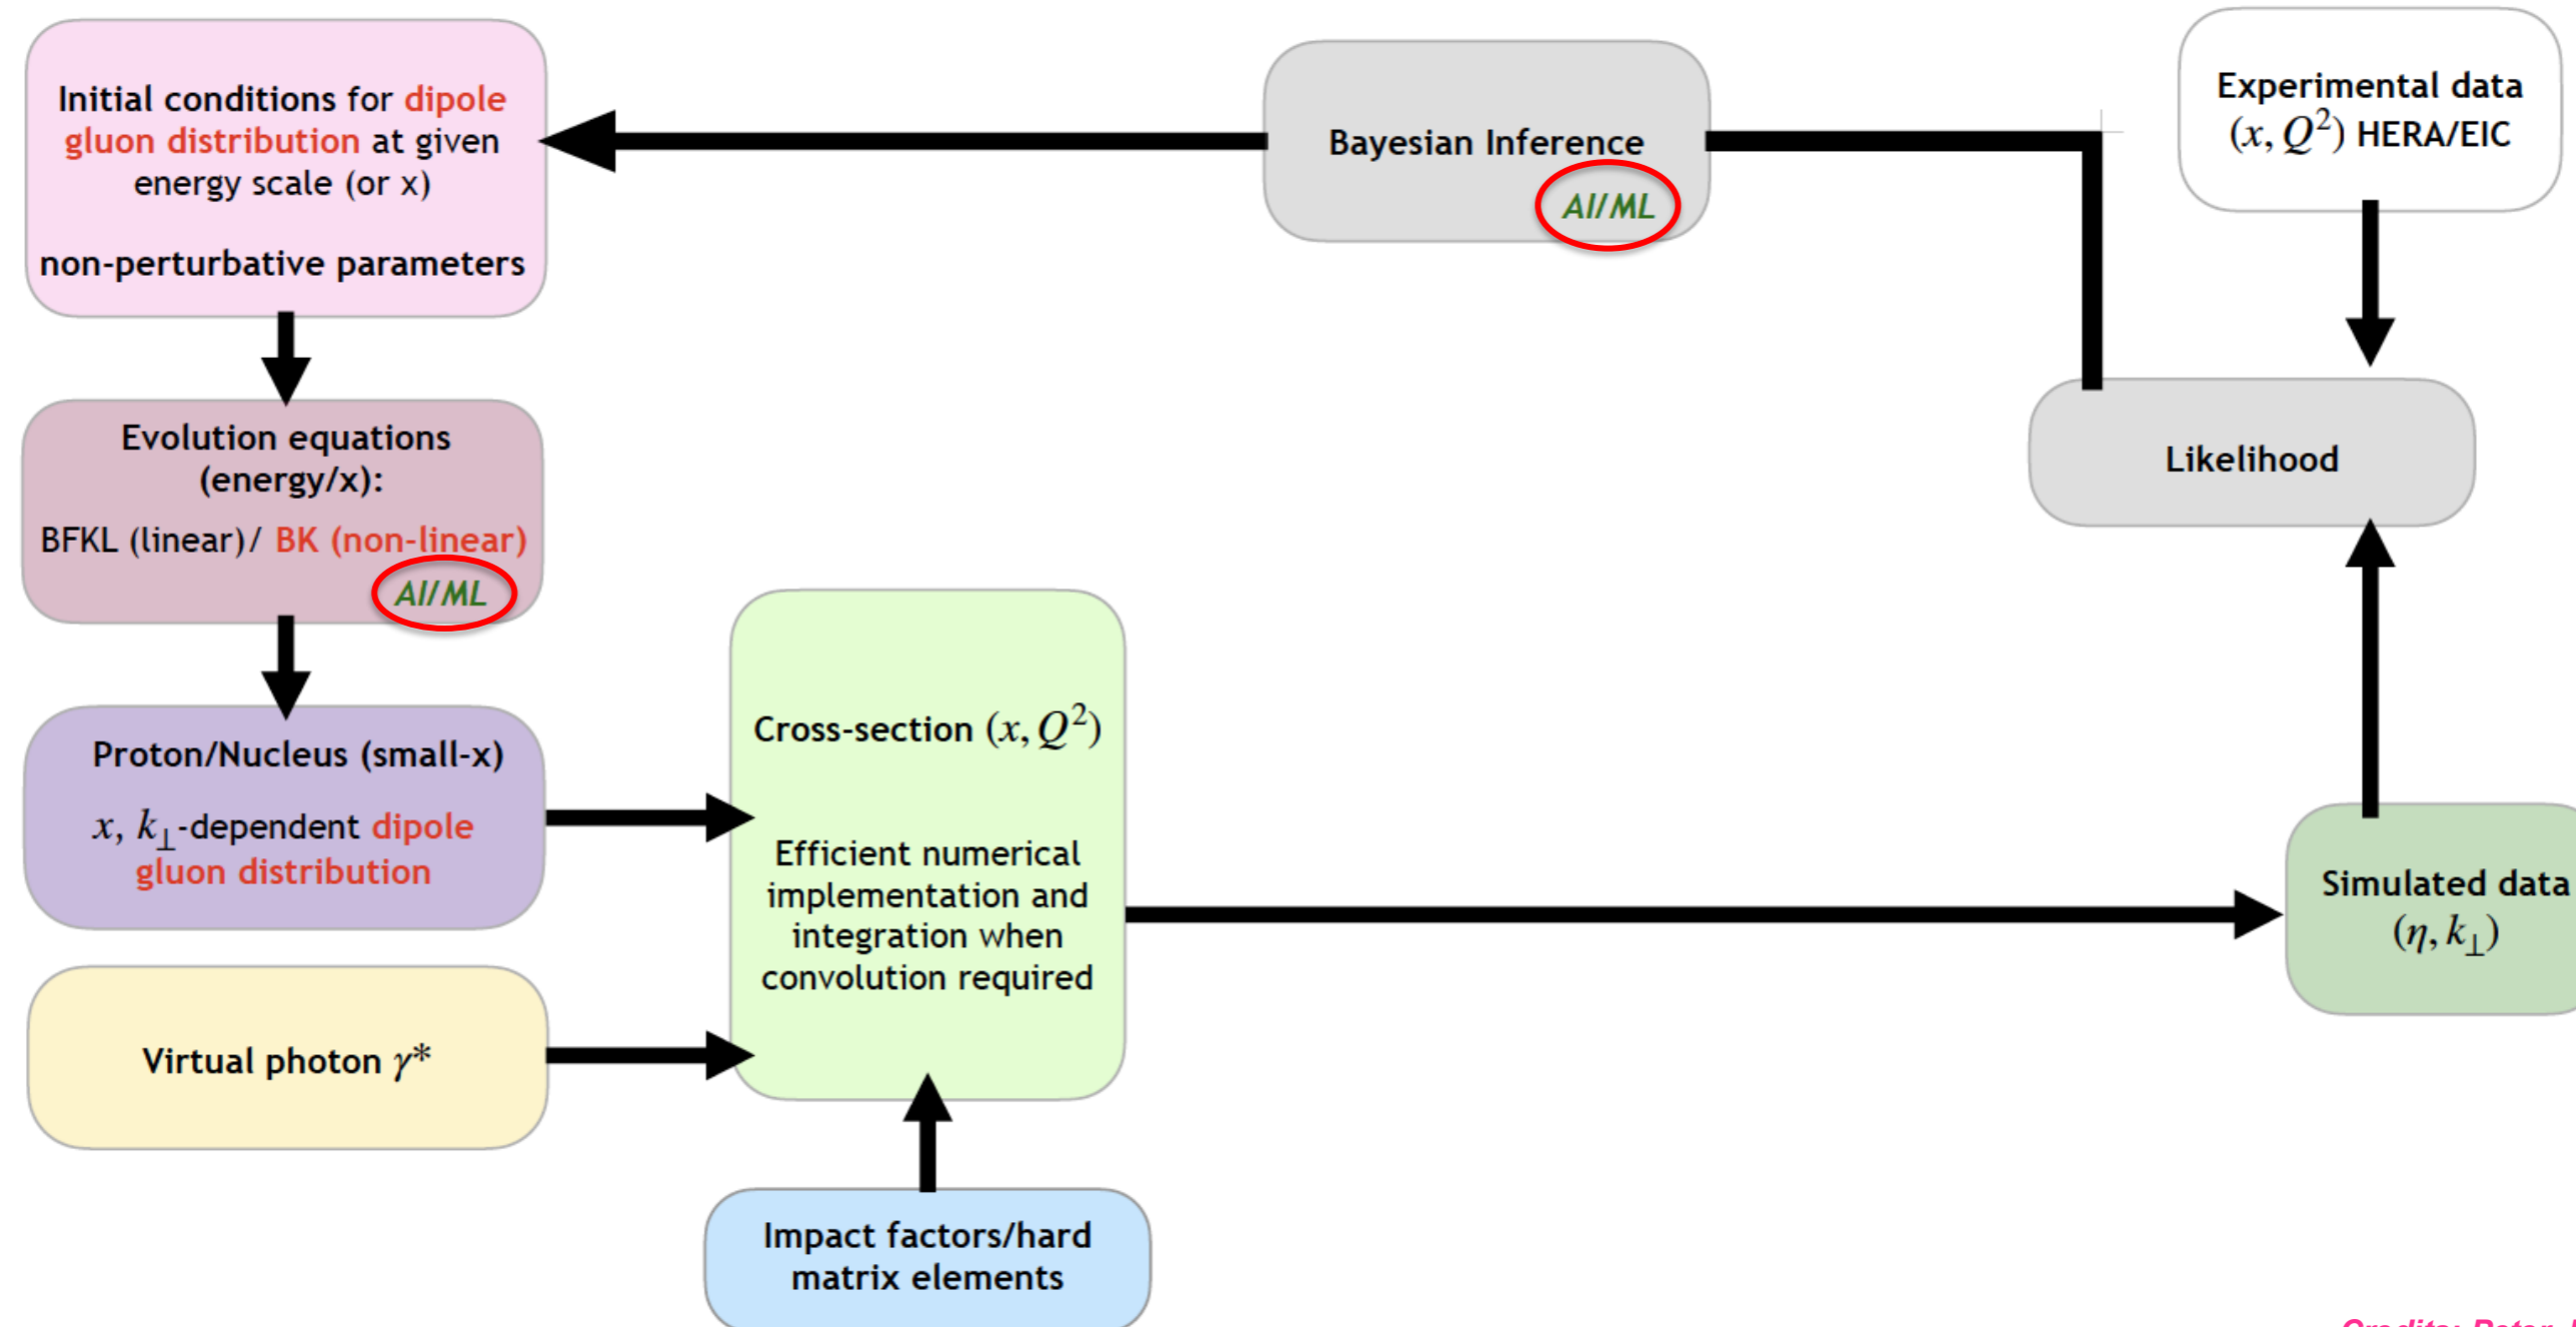 Initial conditions for dipole
gluon distribution at given
energy scale (or x)
non-perturbative parameters
Bayesian Inference
AI/ML
Experimental data
(x, Q²) HERA/EIC
Evolution equations
(energy/x):
BFKL (linear)/ BK (non-linear)
AI/ML
Likelihood
Proton/Nucleus (small-x)
x, k⊥-dependent dipole
gluon distribution
Cross-section (x, Q²)
Efficient numerical
implementation and
integration when
convolution required
Simulated data
(η, k⊥)
Virtual photon γ*
Impact factors/hard
matrix elements